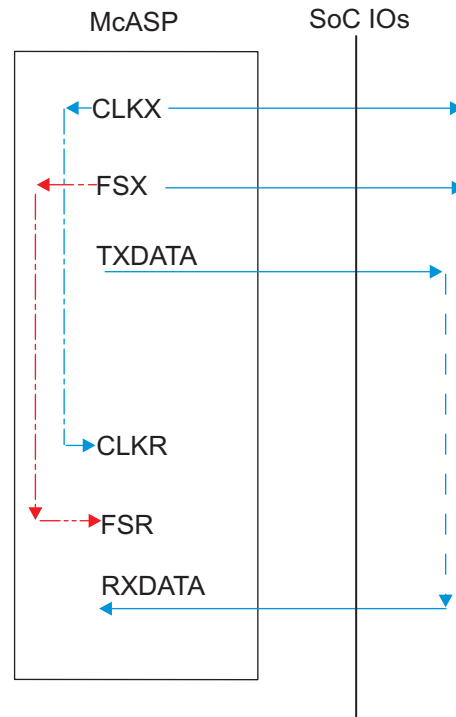 McASP
SoC IOs
CLKX
FSX
TXDATA
CLKR
FSR
RXDATA